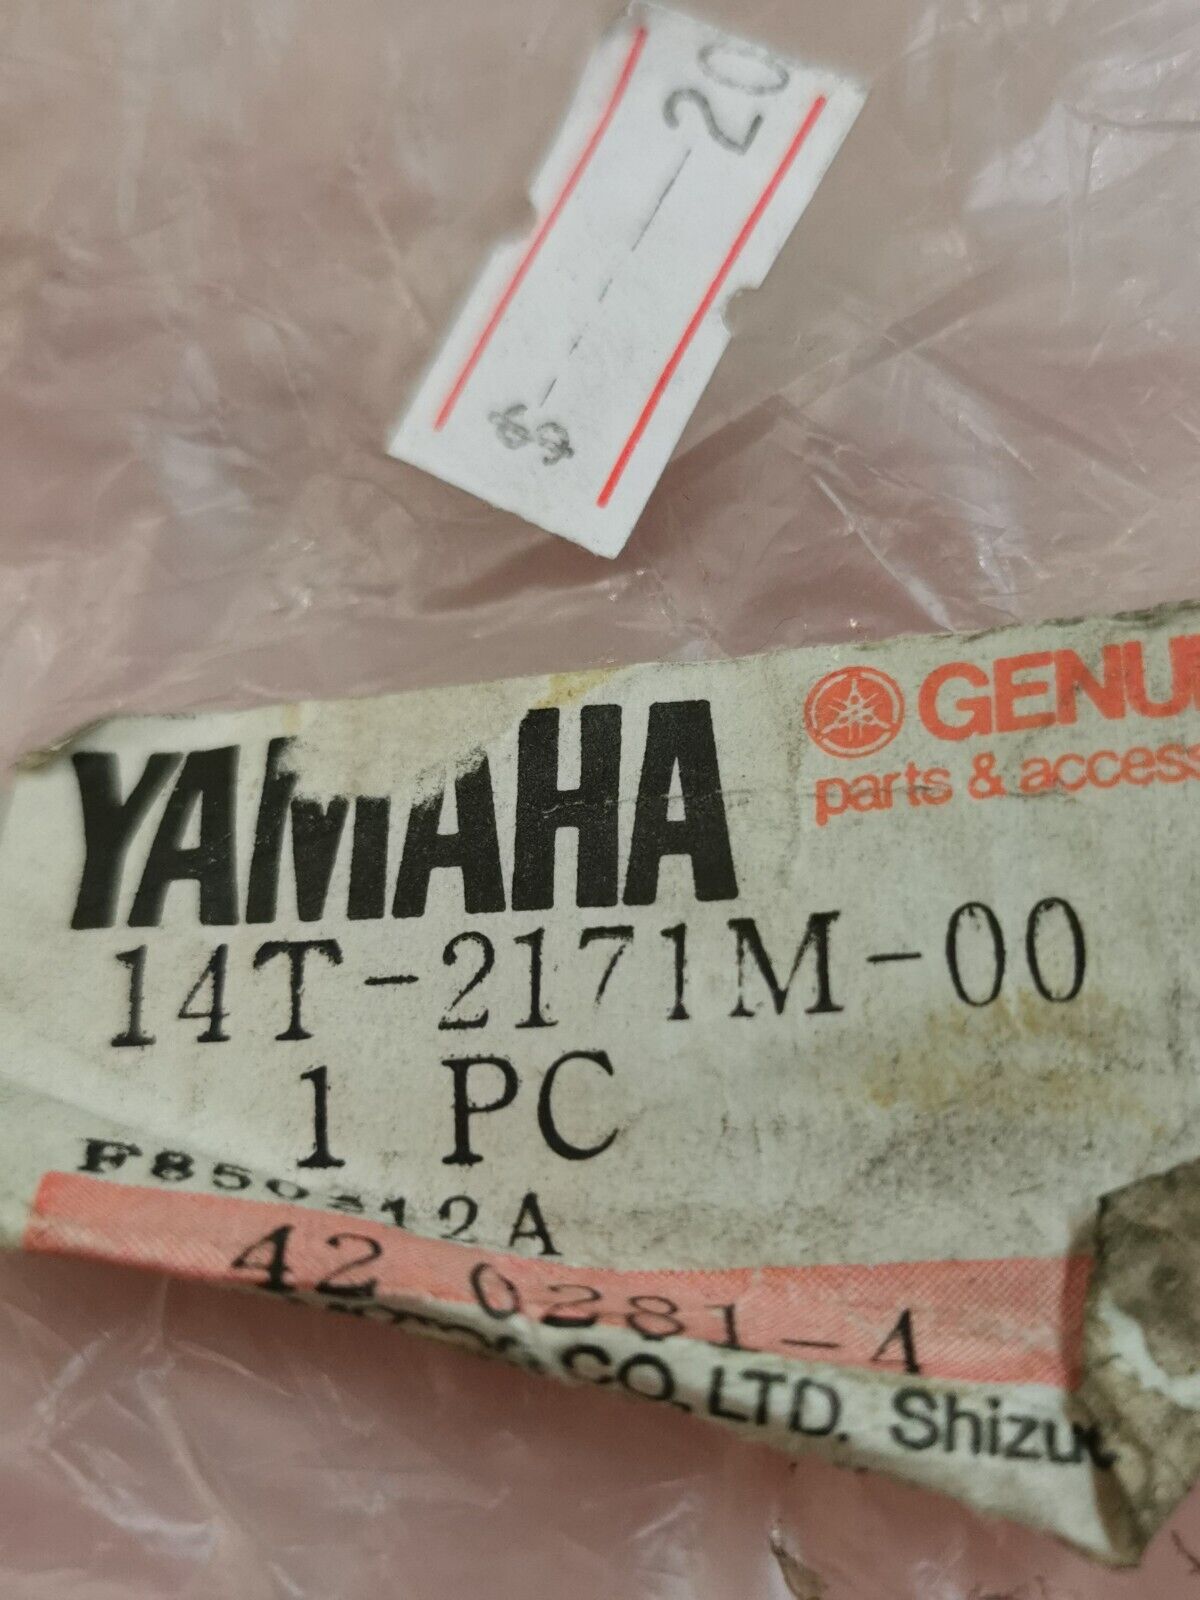 20
YAMAHA
GENU
parts & access
14T-2171M-00
1 PC
42 0281-4
CO., LTD. Shizu